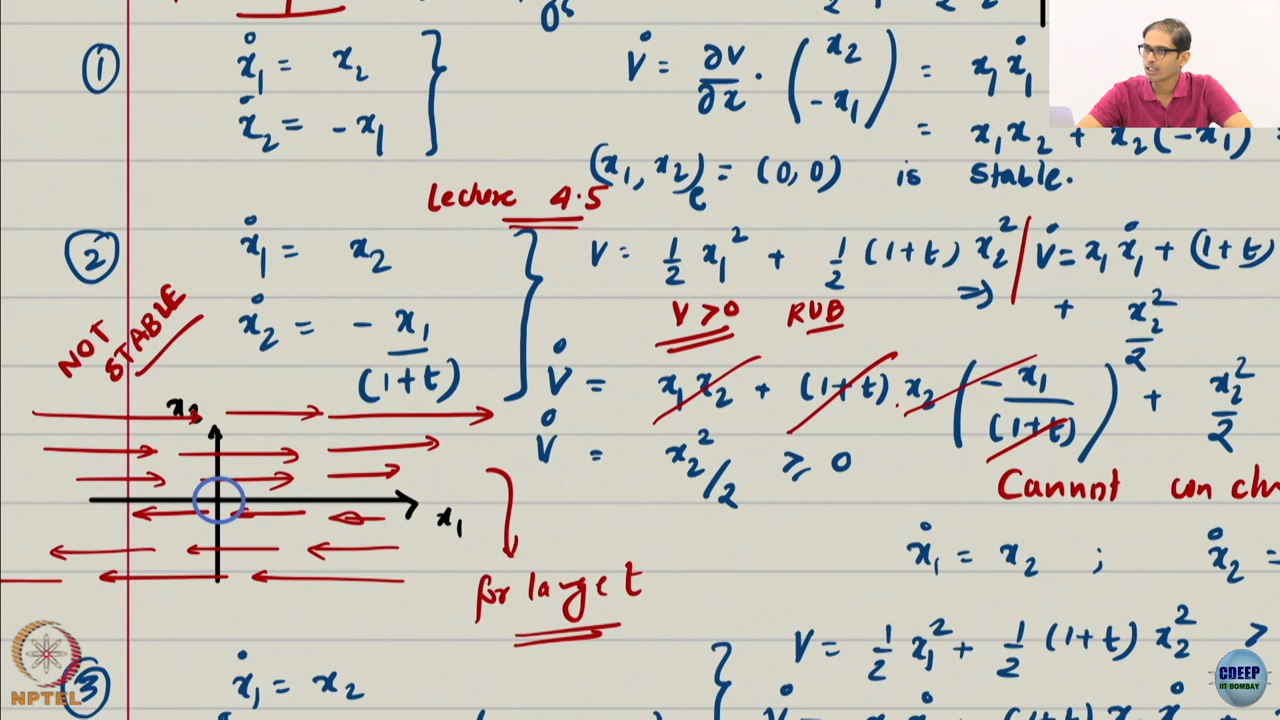 ① ẋ₁ = x₂
ẋ₂ = -x₁
V̇ = ∂V/∂x · ( x₂ -x₁ ) = x₁ẋ₁
= x₁x₂ + x₂(-x₁)
(x₁, x₂)ₑ = (0,0) is stable.
Lecture 4.5
② ẋ₁ = x₂
ẋ₂ = - x₁/(1+t)
V = 1/2 x₁² + 1/2 (1+t) x₂² ⇒ V̇ = x₁ẋ₁ + (1+t)
+ x₂²/2
V > 0 RUB
NOT STABLE
V̇ = x₁x₂ + (1+t).x₂ ( -x₁/(1+t) ) + x₂²/2
V̇ = x₂²/2 ≥ 0
Cannot
x₂
x₁
for large t
ẋ₁ = x₂ ; ẋ₂ =
V = 1/2 x₁² + 1/2 (1+t) x₂² >
③ ẋ₁ = x₂
NPTEL
CDEEP
IIT BOMBAY